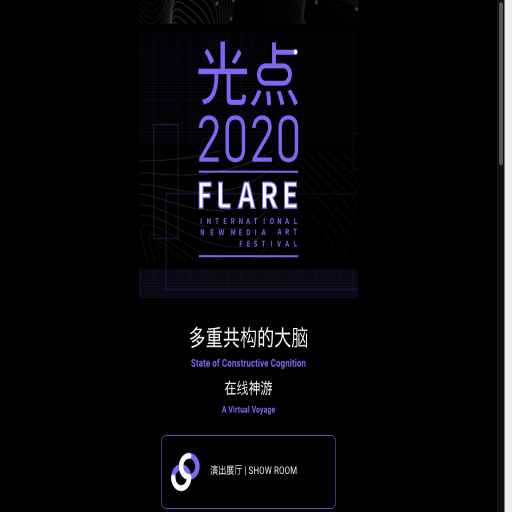 光点
2020
FLARE
INTERNATIONAL
NEW MEDIA ART
FESTIVAL
多重共构的大脑
State of Constructive Cognition
在线神游
A Virtual Voyage
演出展厅 | SHOW ROOM